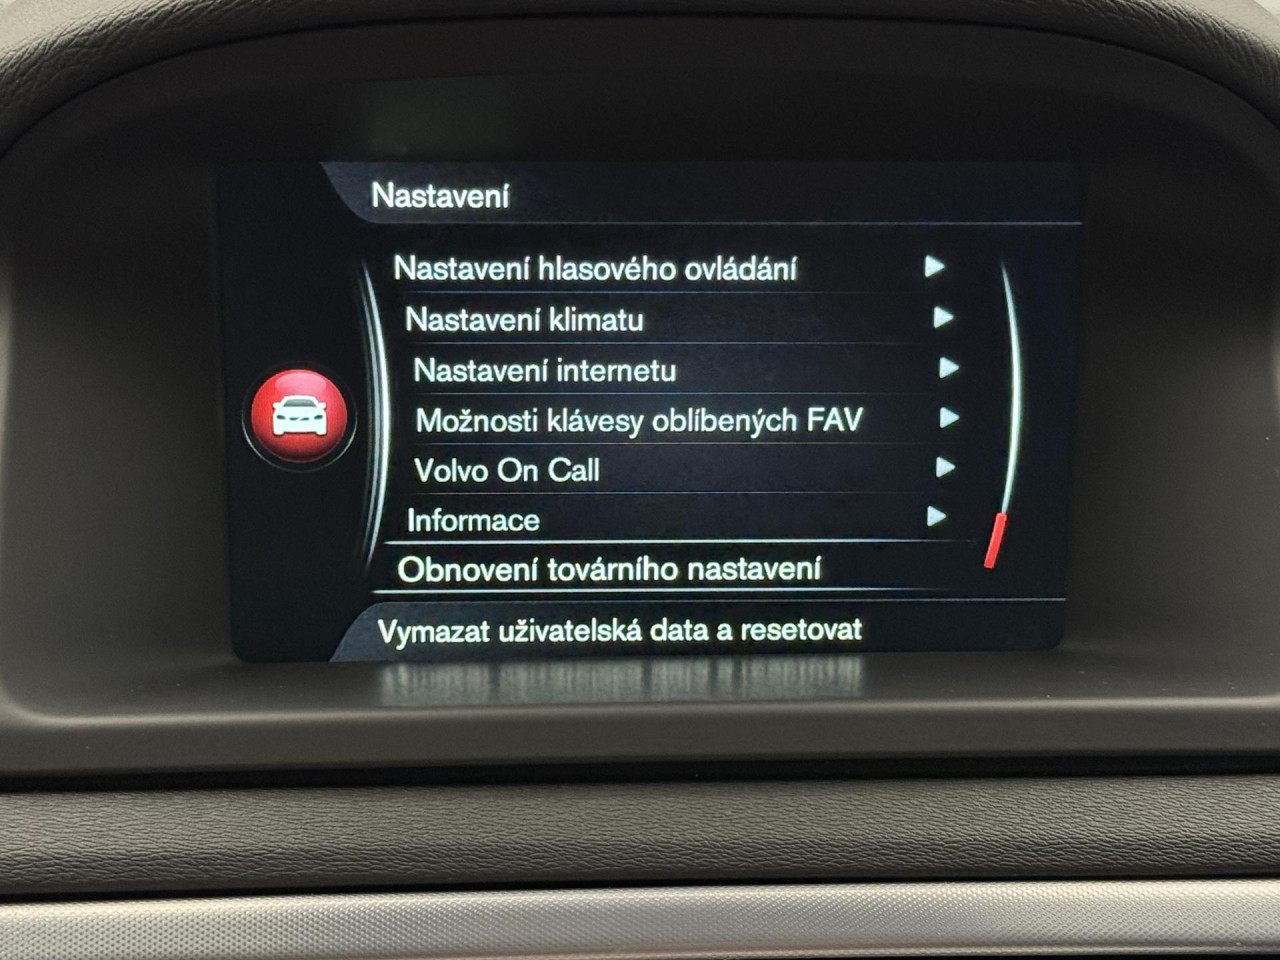 Nastavení
Nastavení hlasového ovládání
Nastavení klimatu
Nastavení internetu
Možnosti klávesy oblíbených FAV
Volvo On Call
Informace
Obnovení továrního nastavení
Vymazat uživatelská data a resetovat